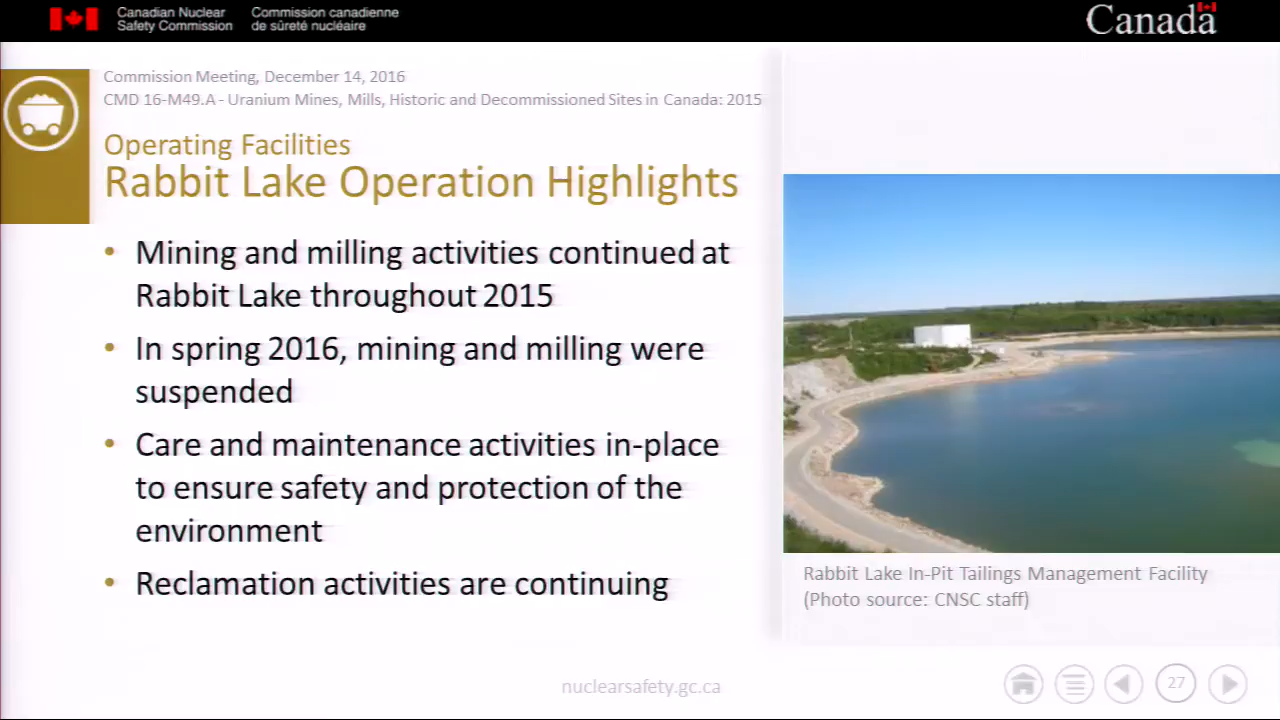 Canadian Nuclear
Safety Commission
Commission canadienne
de sûreté nucléaire
Canada
Commission Meeting, December 14, 2016
CMD 16-M49.A - Uranium Mines, Mills, Historic and Decommissioned Sites in Canada: 2015
Operating Facilities
Rabbit Lake Operation Highlights
• Mining and milling activities continued at
Rabbit Lake throughout 2015
• In spring 2016, mining and milling were
suspended
• Care and maintenance activities in-place
to ensure safety and protection of the
environment
• Reclamation activities are continuing
Rabbit Lake In-Pit Tailings Management Facility
(Photo source: CNSC staff)
nuclearsafety.gc.ca
27